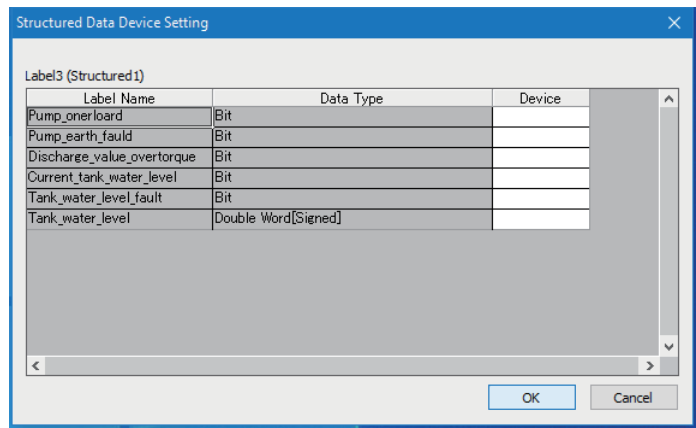 Structured Data Device Setting
Label3 (Structured1)
Label Name Data Type Device
Pump_onerloard Bit
Pump_earth_fauld Bit
Discharge_value_overtorque Bit
Current_tank_water_level Bit
Tank_water_level_fault Bit
Tank_water_level Double Word[Signed]
OK Cancel